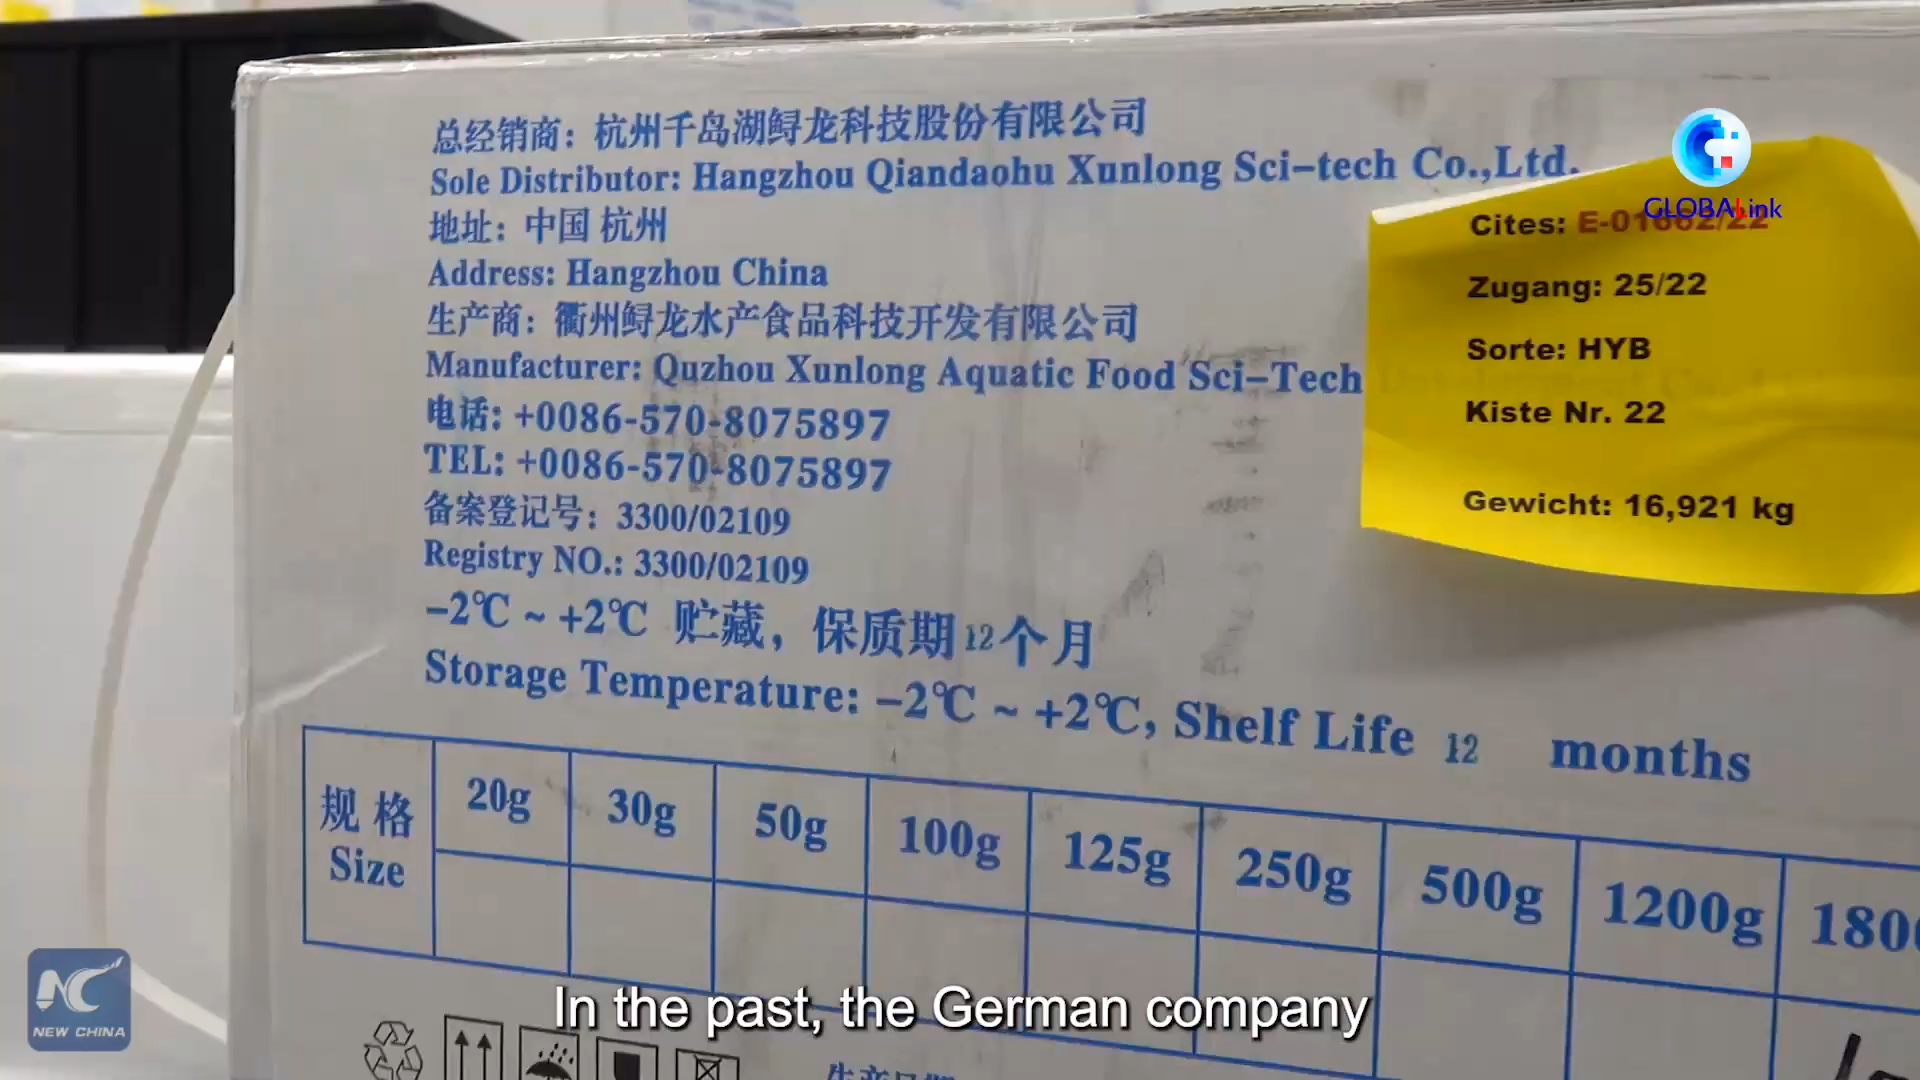 总经销商：杭州千岛湖鲟龙科技股份有限公司
Sole Distributor: Hangzhou Qiandaohu Xunlong Sci-tech Co.,Ltd.
地址：中国 杭州
Address: Hangzhou China
生产商：衢州鲟龙水产食品科技开发有限公司
Manufacturer: Quzhou Xunlong Aquatic Food Sci-Tech
电话: +0086-570-8075897
TEL: +0086-570-8075897
备案登记号：3300/02109
Registry NO.: 3300/02109
-2℃ ~ +2℃ 贮藏，保质期12个月
Storage Temperature: -2℃ ~ +2℃, Shelf Life 12 months
规格 20g 30g 50g 100g 125g 250g 500g 1200g
Size
GLOBALink
Cites: E-01662/22
Zugang: 25/22
Sorte: HYB
Kiste Nr. 22
Gewicht: 16,921 kg
In the past, the German company
NEW CHINA